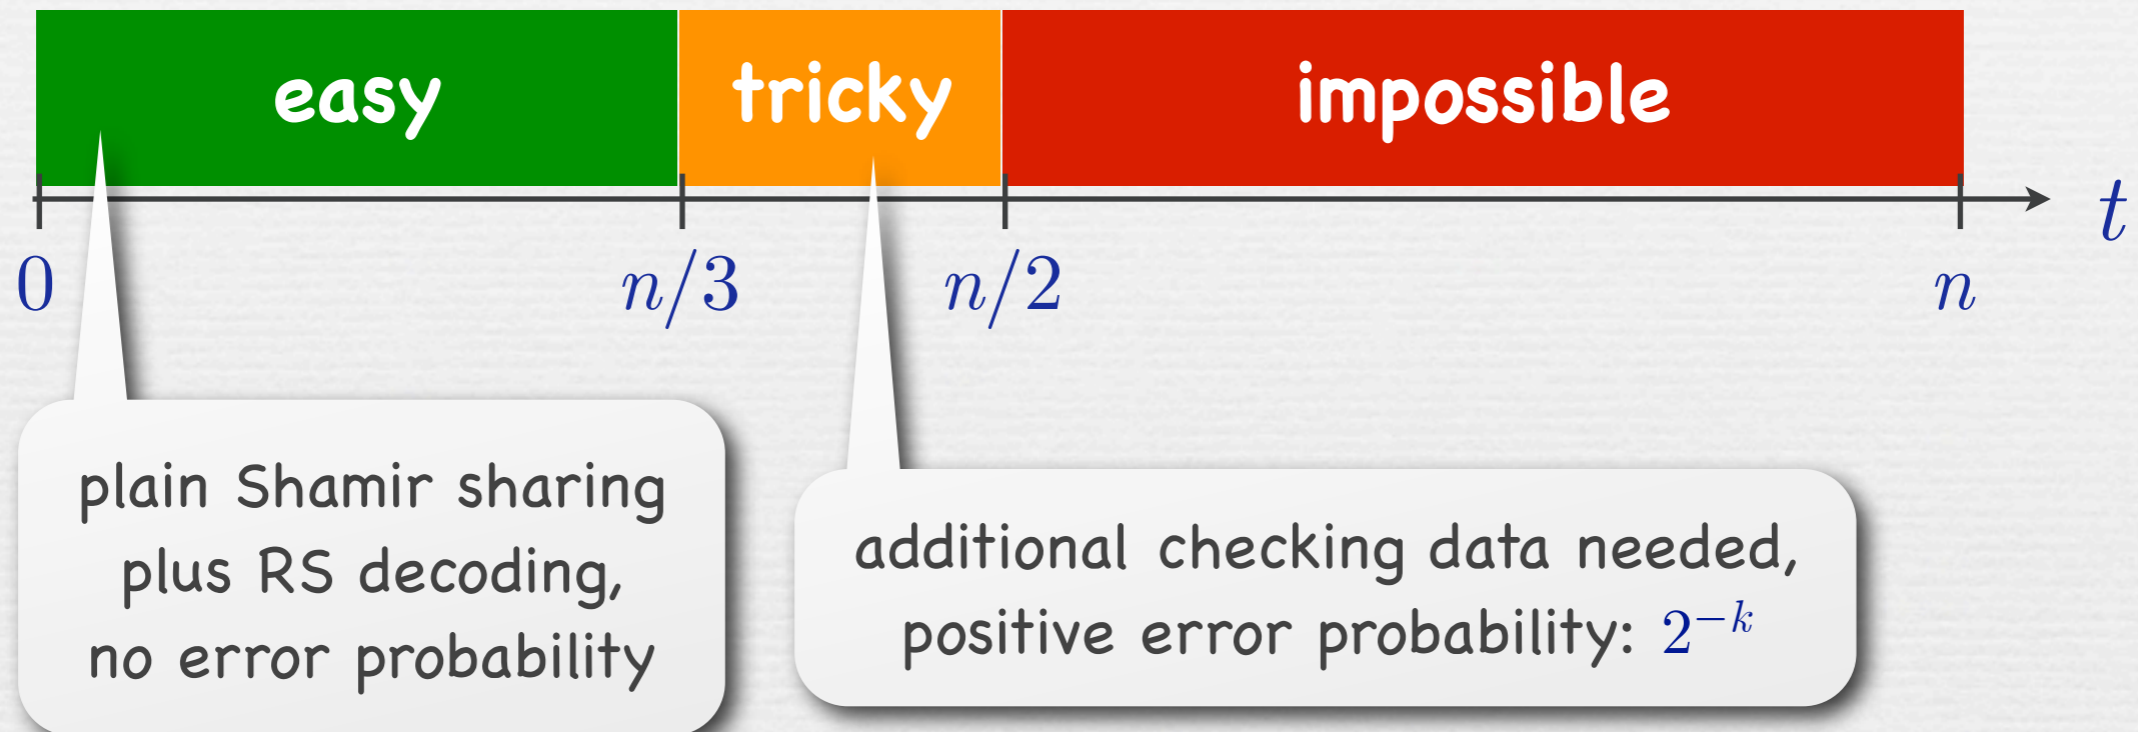 easy tricky impossible
t
0 n/3 n/2 n
plain Shamir sharing
plus RS decoding,
no error probability
additional checking data needed,
positive error probability: 2^{-k}